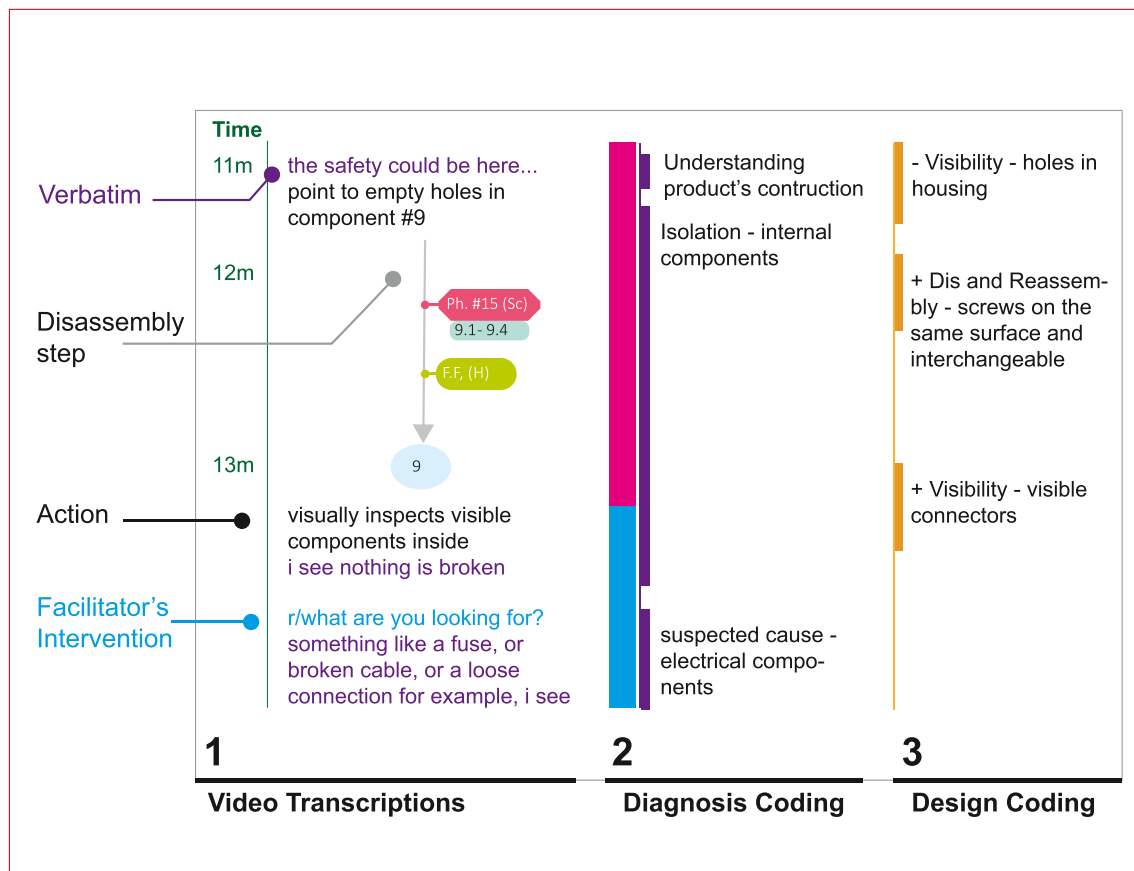 Time
11m
12m
13m
Verbatim
Disassembly
step
Action
Facilitator's
Intervention
the safety could be here...
point to empty holes in
component #9
Ph. #15 (Sc)
9.1- 9.4
F.F, (H)
9
visually inspects visible
components inside
i see nothing is broken
r/what are you looking for?
something like a fuse, or
broken cable, or a loose
connection for example, i see
1
Video Transcriptions
Understanding
product's contruction
Isolation - internal
components
suspected cause -
electrical compo-
nents
2
Diagnosis Coding
- Visibility - holes in
housing
+ Dis and Reassem-
bly - screws on the
same surface and
interchangeable
+ Visibility - visible
connectors
3
Design Coding